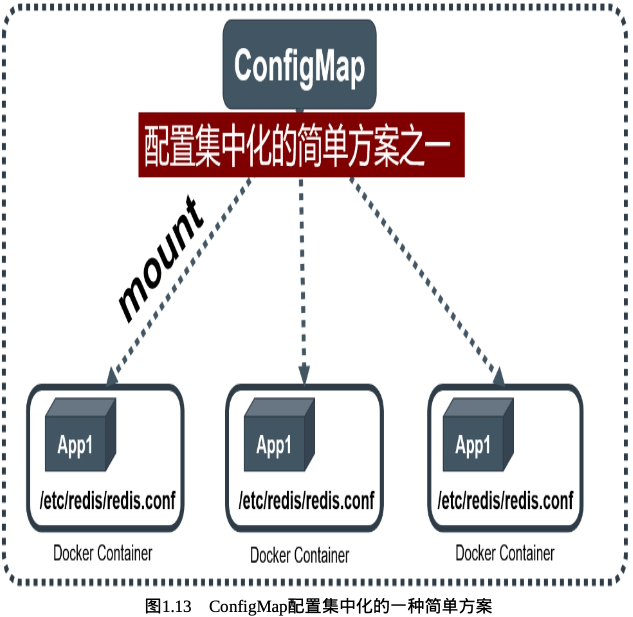 ConfigMap
配置集中化的简单方案之一
mount
App1
App1
App1
/etc/redis/redis.conf
/etc/redis/redis.conf
/etc/redis/redis.conf
Docker Container
Docker Container
Docker Container
图1.13 ConfigMap配置集中化的一种简单方案